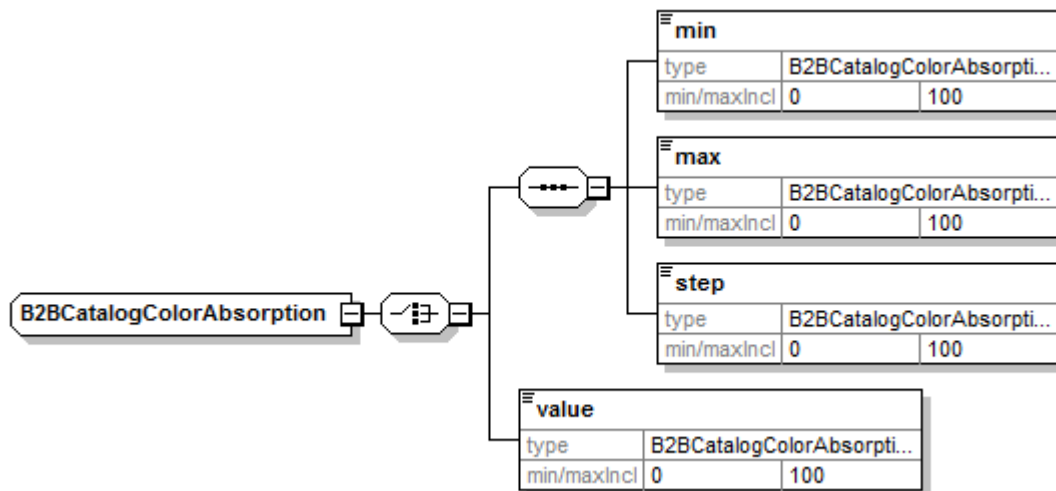 min
type B2BCatalogColorAbsorpti...
min/maxIncl 0 100
max
type B2BCatalogColorAbsorpti...
min/maxIncl 0 100
step
type B2BCatalogColorAbsorpti...
min/maxIncl 0 100
B2BCatalogColorAbsorption
value
type B2BCatalogColorAbsorpti...
min/maxIncl 0 100